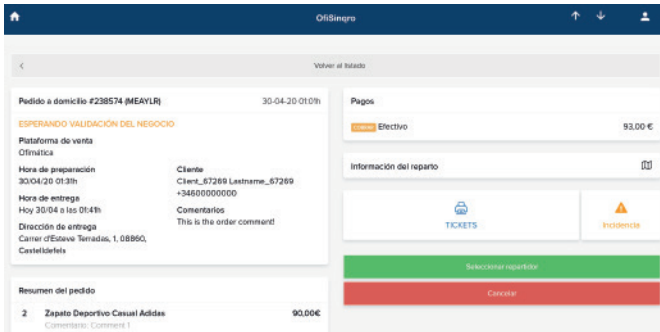 OfiSinqro
Volver al listado
Pedido a domicilio #238574 (MEAYLR)
30-04-20 01:01h
ESPERANDO VALIDACIÓN DEL NEGOCIO
Plataforma de venta
Ofimática
Hora de preparación
30/04/20 01:31h
Hora de entrega
Hoy 30/04 a las 01:41h
Dirección de entrega
Carrer d'Esteve Terradas, 1, 08860,
Castelldefels
Cliente
Client_67269 Lastname_67269
+34600000000
Comentarios
This is the order comment!
Resumen del pedido
2 Zapato Deportivo Casual Adidas 90,00€
Comentario: Comment 1
Pagos
Efectivo 93,00 €
Información del reparto
TICKETS
Incidencia
Seleccionar repartidor
Cancelar